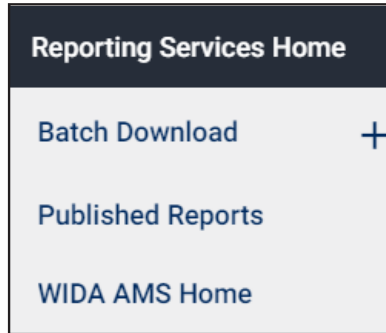 Reporting Services Home
Batch Download +
Published Reports
WIDA AMS Home